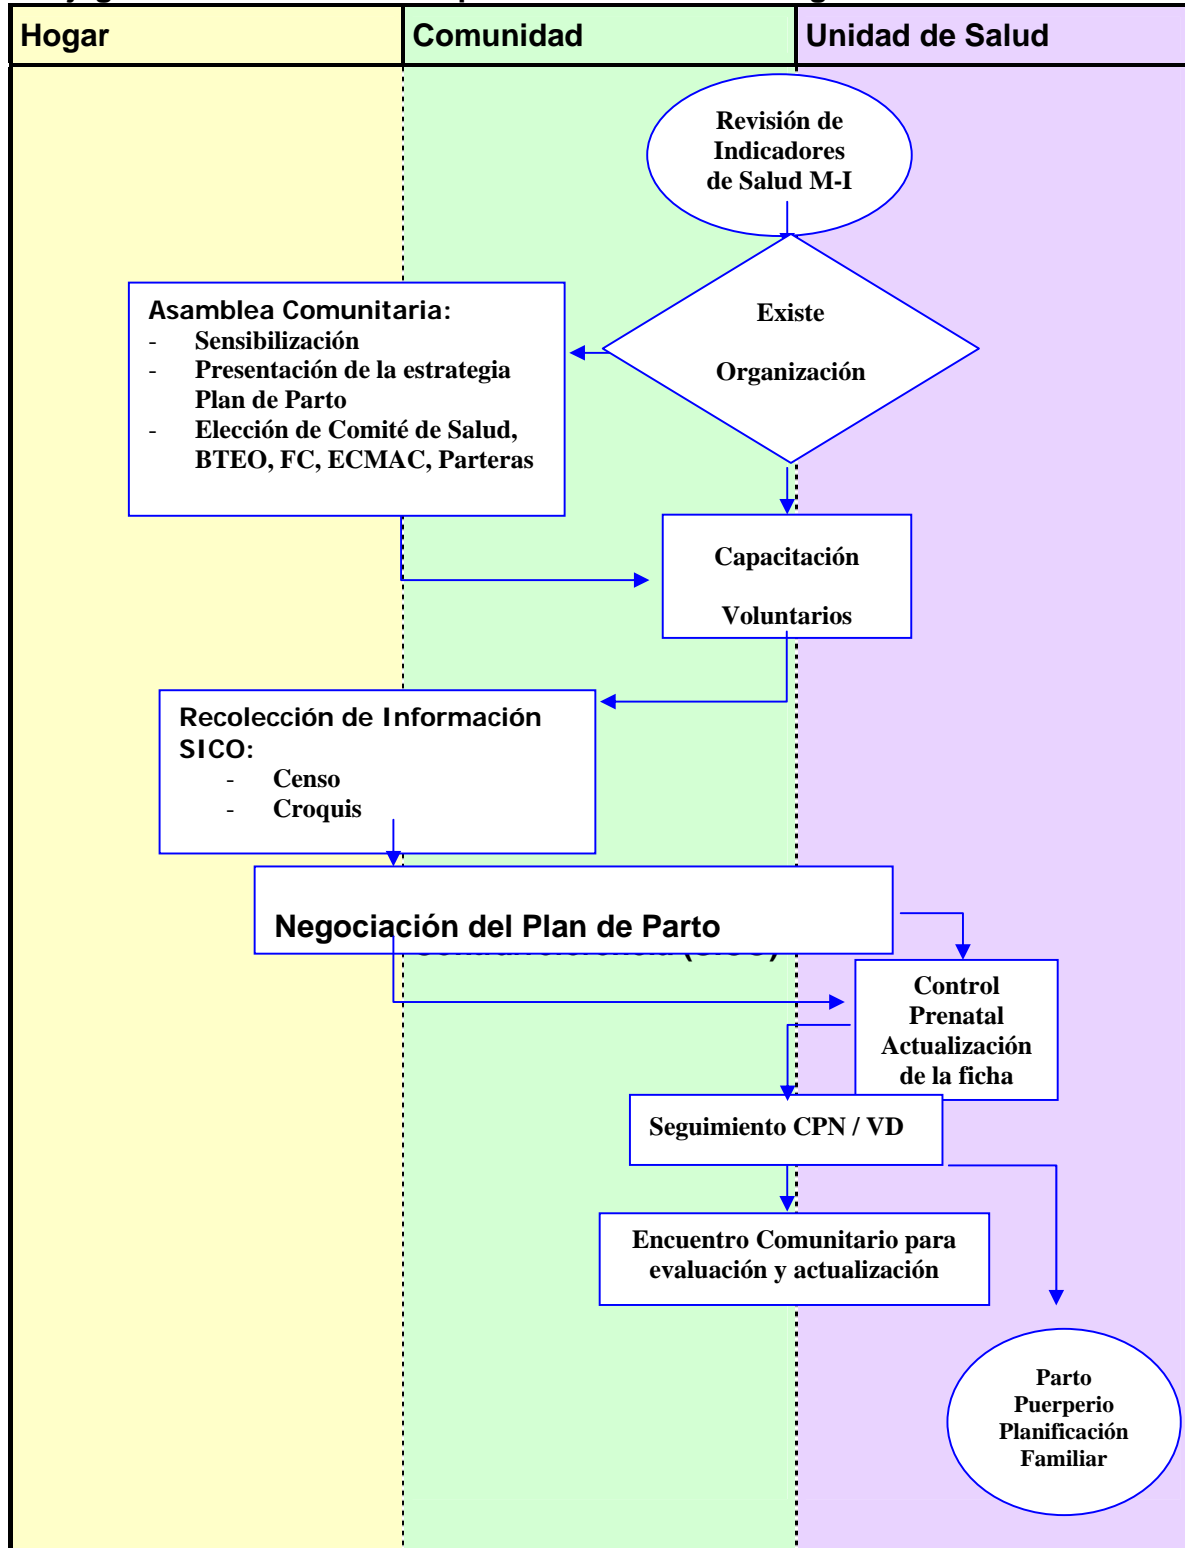 Hogar
Comunidad
Unidad de Salud
Revisión de
Indicadores
de Salud M-I
Existe
Organización
Asamblea Comunitaria:
- Sensibilización
- Presentación de la estrategia
Plan de Parto
- Elección de Comité de Salud,
BTEO, FC, ECMAC, Parteras
Capacitación
Voluntarios
Recolección de Información
SICO:
- Censo
- Croquis
Negociación del Plan de Parto
Control
Prenatal
Actualización
de la ficha
Seguimiento CPN / VD
Encuentro Comunitario para
evaluación y actualización
Parto
Puerperio
Planificación
Familiar